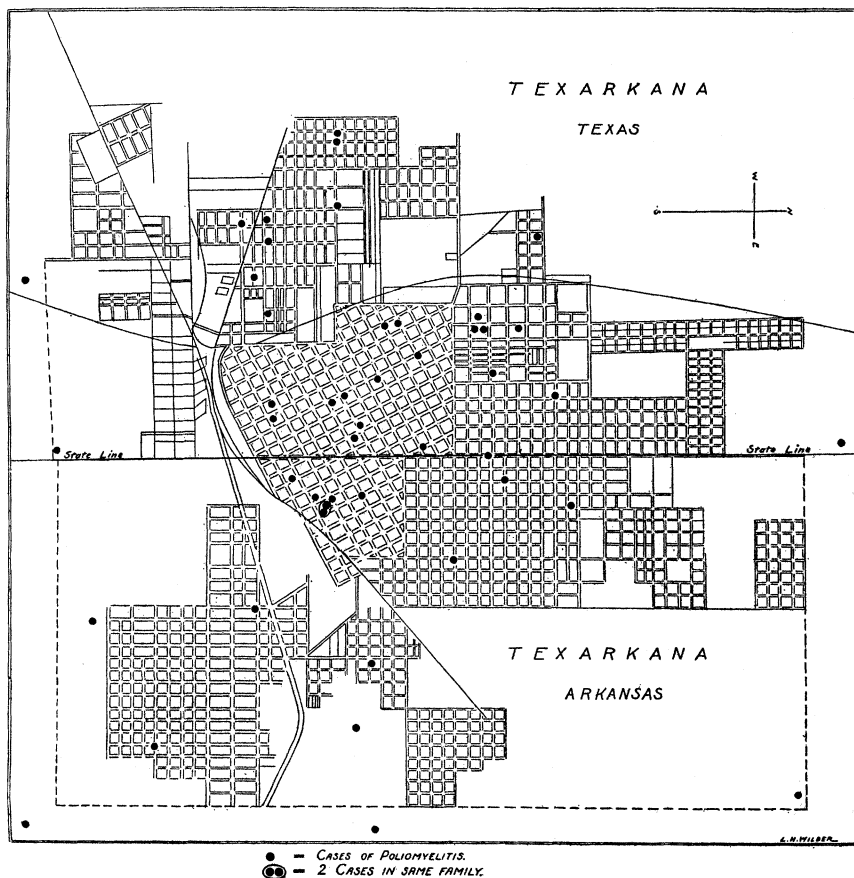 TEXARKANA
TEXAS
State Line
State Line
TEXARKANA
ARKANSAS
L.H. WILDER
- CASES OF POLIOMYELITIS.
- 2 CASES IN SAME FAMILY.